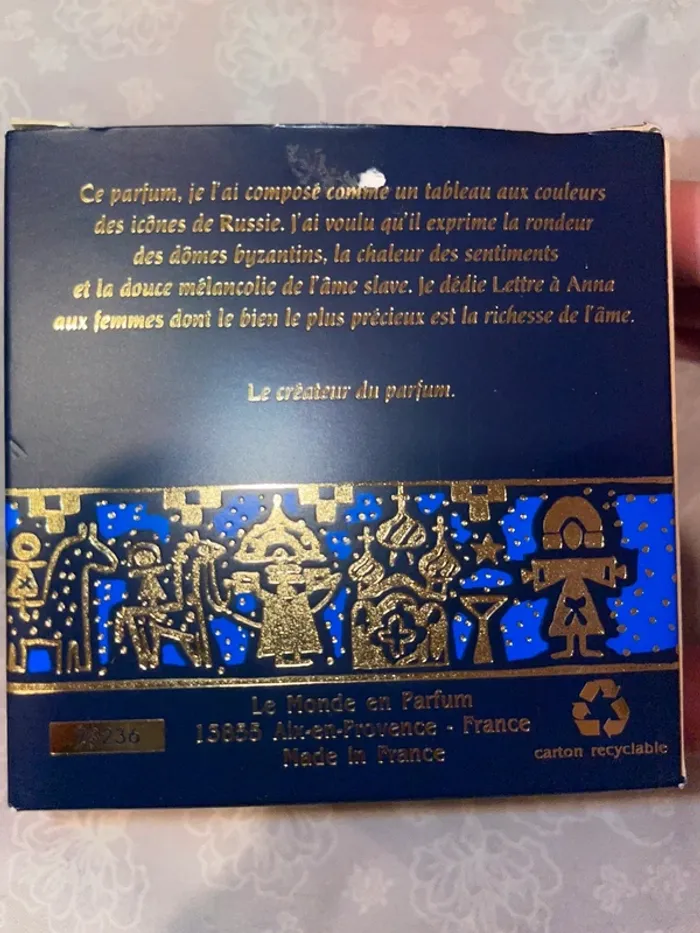 Ce parfum, je l'ai composé comme un tableau aux couleurs
des icônes de Russie. J'ai voulu qu'il exprime la rondeur
des dômes byzantins, la chaleur des sentiments
et la douce mélancolie de l'âme slave. Je dédie Lettre à Anna
aux femmes dont le bien le plus précieux est la richesse de l'âme.
Le créateur du parfum.
Le Monde en Parfum
Aix-en-Provence - France
Made in France
carton recyclable